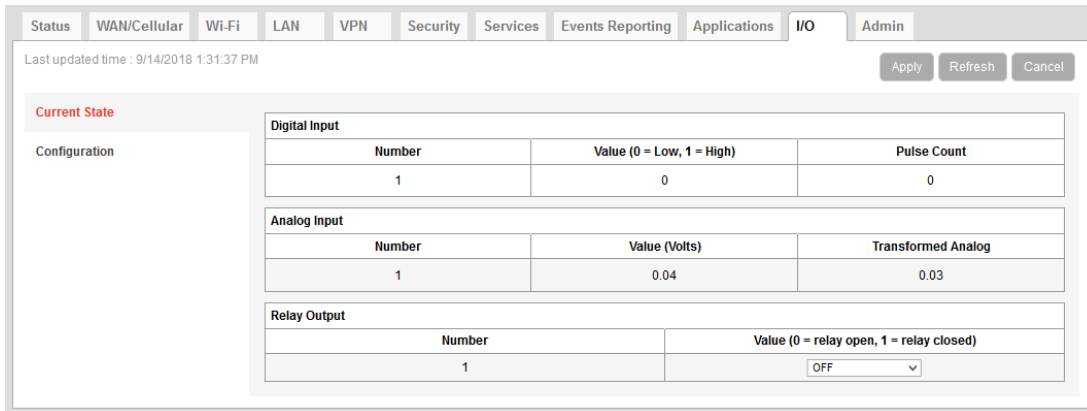 Status WAN/Cellular Wi-Fi LAN VPN Security Services Events Reporting Applications I/O Admin
Last updated time : 9/14/2018 1:31:37 PM Apply Refresh Cancel
Current State
Configuration
Digital Input
Number Value (0 = Low, 1 = High) Pulse Count
1 0 0
Analog Input
Number Value (Volts) Transformed Analog
1 0.04 0.03
Relay Output
Number Value (0 = relay open, 1 = relay closed)
1 OFF